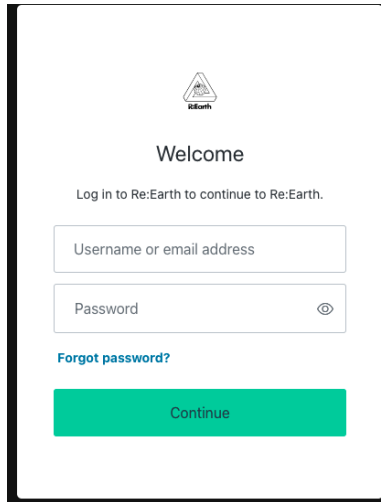 Re:Earth
Welcome
Log in to Re:Earth to continue to Re:Earth.
Username or email address
Password
Forgot password?
Continue